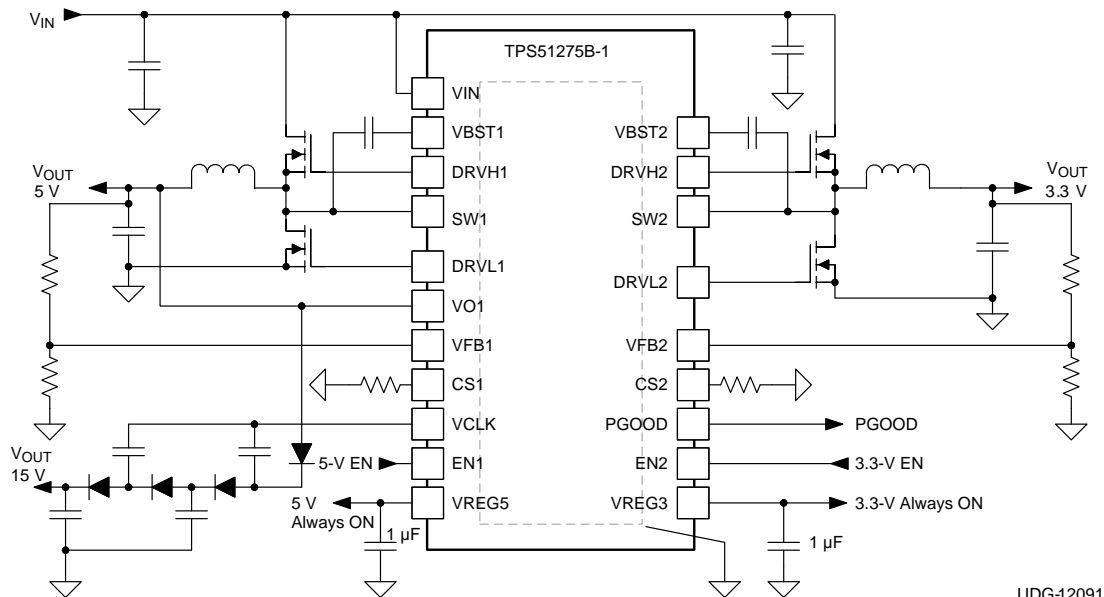 VIN
TPS51275B-1
VIN
VBST1
VBST2
DRVH1
DRVH2
VOUT
5 V
VOUT
3.3 V
SW1
SW2
DRVL1
DRVL2
VO1
VFB1
VFB2
CS1
CS2
VCLK
PGOOD
PGOOD
VOUT
15 V
5-V EN
EN1
EN2
3.3-V EN
5 V
Always ON
VREG5
VREG3
3.3-V Always ON
1 µF
1 µF
UDG-12091